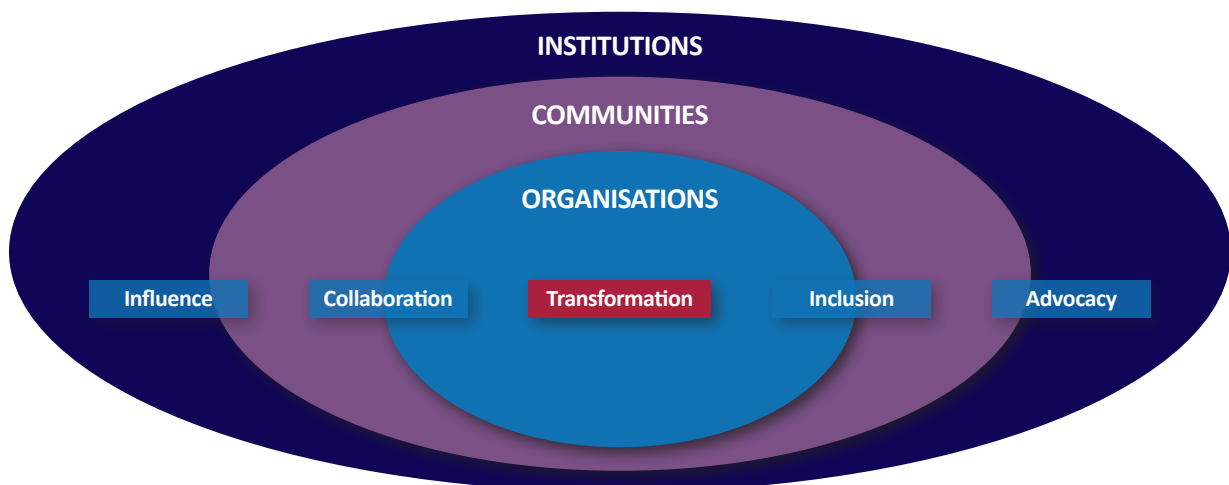 INSTITUTIONS
COMMUNITIES
ORGANISATIONS
Influence Collaboration Transformation Inclusion Advocacy